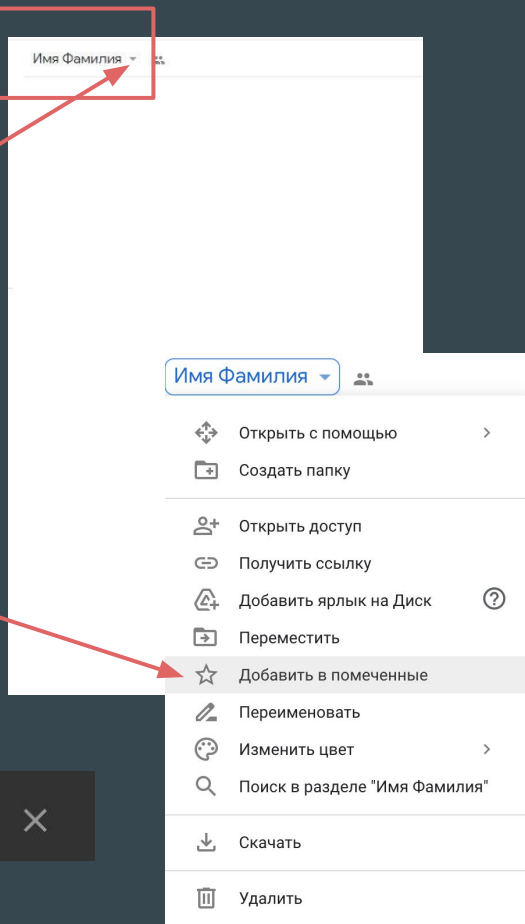 Имя Фамилия
Имя Фамилия
Открыть с помощью
Создать папку
Открыть доступ
Получить ссылку
Добавить ярлык на Диск
Переместить
Добавить в помеченные
Переименовать
Изменить цвет
Поиск в разделе "Имя Фамилия"
Скачать
Удалить